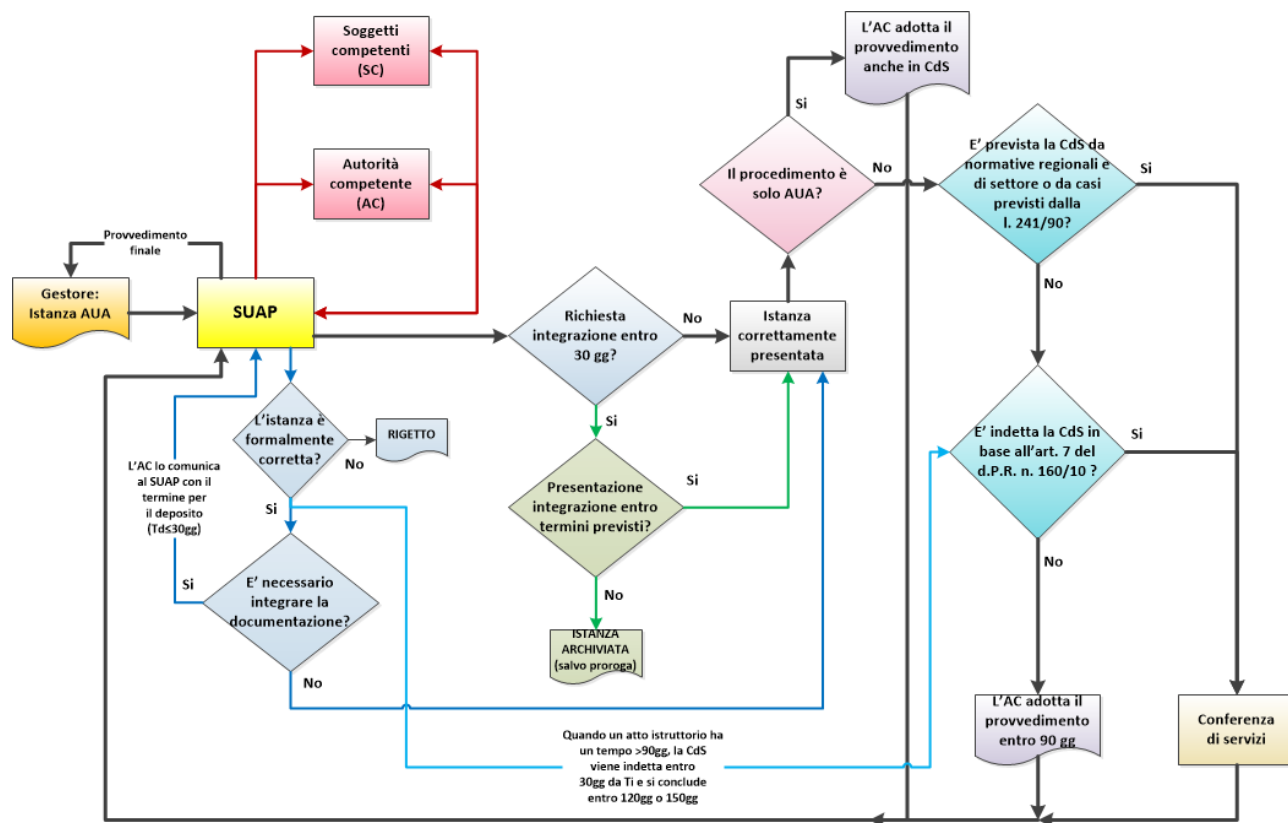 Soggetti
competenti
(SC)
L'AC adotta il
provvedimento
anche in CdS
Si
Autorità
competente
(AC)
Il procedimento è
solo AUA?
No
E' prevista la CdS da
normative regionali e
di settore o da casi
previsti dalla
l. 241/90?
Si
Provvedimento
finale
Gestore:
Istanza AUA
SUAP
Richiesta
integrazione entro
30 gg?
No
Istanza
correttamente
presentata
No
L'istanza è
formalmente
corretta?
No
RIGETTO
Si
Si
E' indetta la CdS in
base all'art. 7 del
d.P.R. n. 160/10 ?
Si
L'AC lo comunica
al SUAP con il
termine per
il deposito
(Td≤30gg)
Presentazione
integrazione entro
termini previsti?
Si
Si
E' necessario
integrare la
documentazione?
No
No
No
ISTANZA
ARCHIVIATA
(salvo proroga)
L'AC adotta il
provvedimento
entro 90 gg
Conferenza
di servizi
Quando un atto istruttorio ha
un tempo >90gg, la CdS
viene indetta entro
30gg da Ti e si conclude
entro 120gg o 150gg